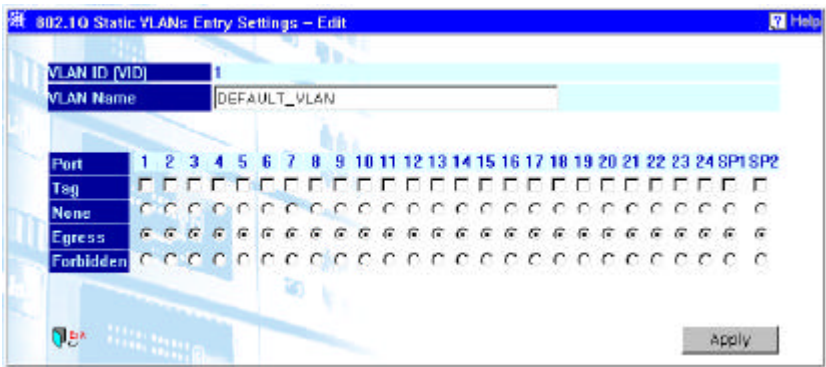 802.1Q Static VLANs Entry Settings – Edit
Help
VLAN ID (VID) 1
VLAN Name DEFAULT_VLAN
Port 1 2 3 4 5 6 7 8 9 10 11 12 13 14 15 16 17 18 19 20 21 22 23 24 SP1 SP2
Tag
None
Egress
Forbidden
Exit
Apply